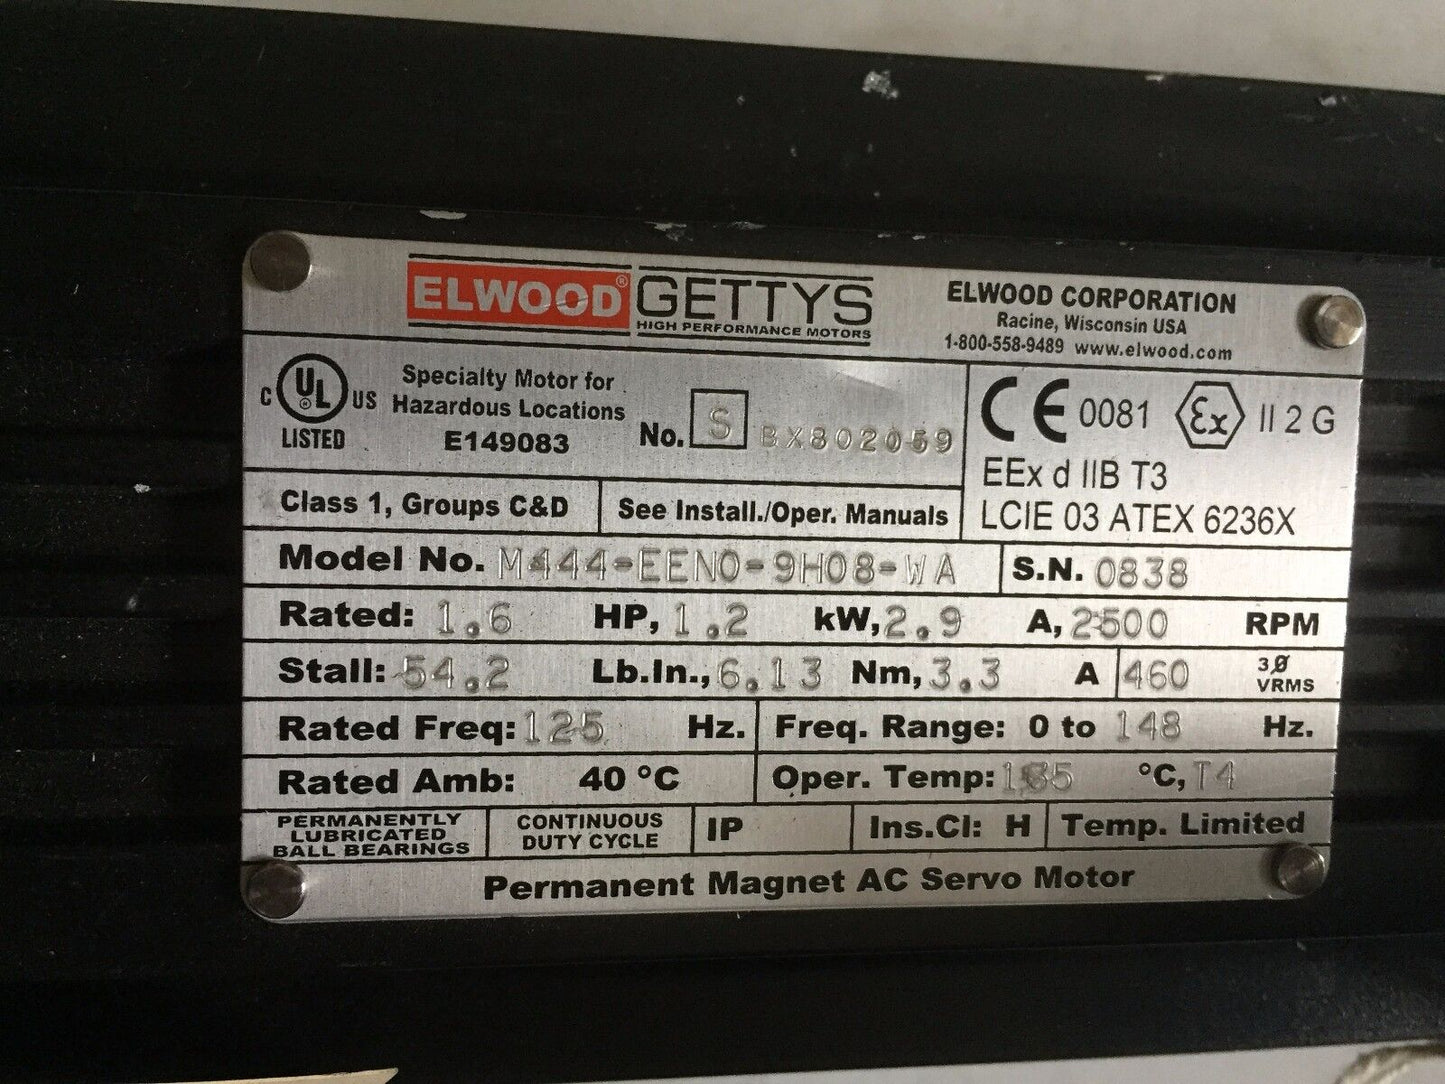 ELWOOD® GETTYS
HIGH PERFORMANCE MOTORS
ELWOOD CORPORATION
Racine, Wisconsin USA
1-800-558-9489 www.elwood.com
C UL® US
LISTED
Specialty Motor for
Hazardous Locations
E149083
No. S BX802059
CE 0081 Ex II 2 G
EEx d IIB T3
LCIE 03 ATEX 6236X
Class 1, Groups C&D
See Install./Oper. Manuals
Model No. M444-EEN0-9H08-WA
S.N. 0838
Rated: 1.6 HP, 1.2 kW, 2.9 A, 2500 RPM
Stall: 54.2 Lb.In., 6.13 Nm, 3.3 A
460 3Ø
VRMS
Rated Freq: 125 Hz.
Freq. Range: 0 to 148 Hz.
Rated Amb: 40 °C
Oper. Temp: °C, T4
PERMANENTLY
LUBRICATED
BALL BEARINGS
CONTINUOUS
DUTY CYCLE
IP
Ins.Cl: H
Temp. Limited
Permanent Magnet AC Servo Motor